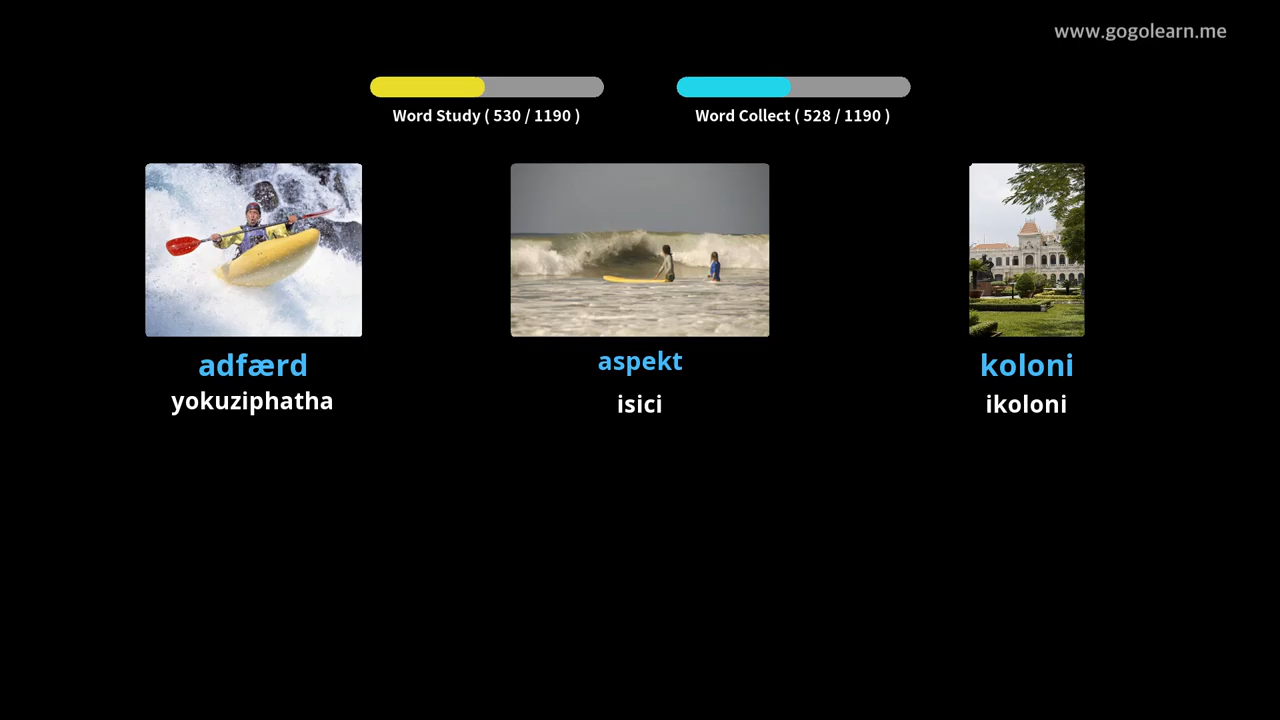 www.gogolearn.me
Word Study ( 530 / 1190 )
Word Collect ( 528 / 1190 )
adfærd
yokuziphatha
aspekt
isici
koloni
ikoloni